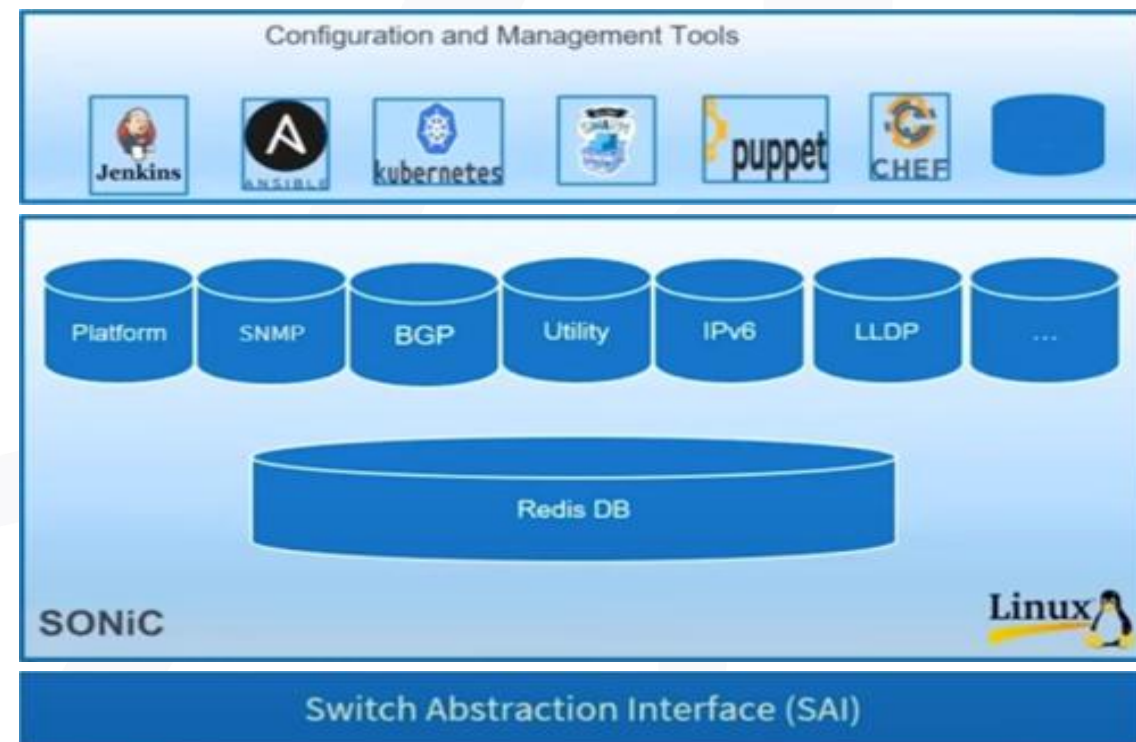 Configuration and Management Tools
Jenkins
ANSIBLE
kubernetes
puppet
CHEF
Platform
SNMP
BGP
Utility
IPv6
LLDP
...
Redis DB
SONiC
Linux
Switch Abstraction Interface (SAI)